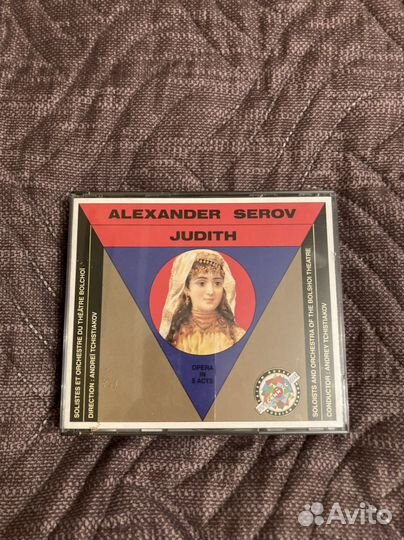 ALEXANDER SEROV
JUDITH
SOLISTES ET ORCHESTRE DU THÉÂTRE BOLCHOÏ
DIRECTION : ANDREÏ TCHISTIAKOV
OPERA
IN
5 ACTS
SOLOISTS AND ORCHESTRA OF THE BOLSHOI THEATRE
CONDUCTOR : ANDREY TCHISTIAKOV
Avito